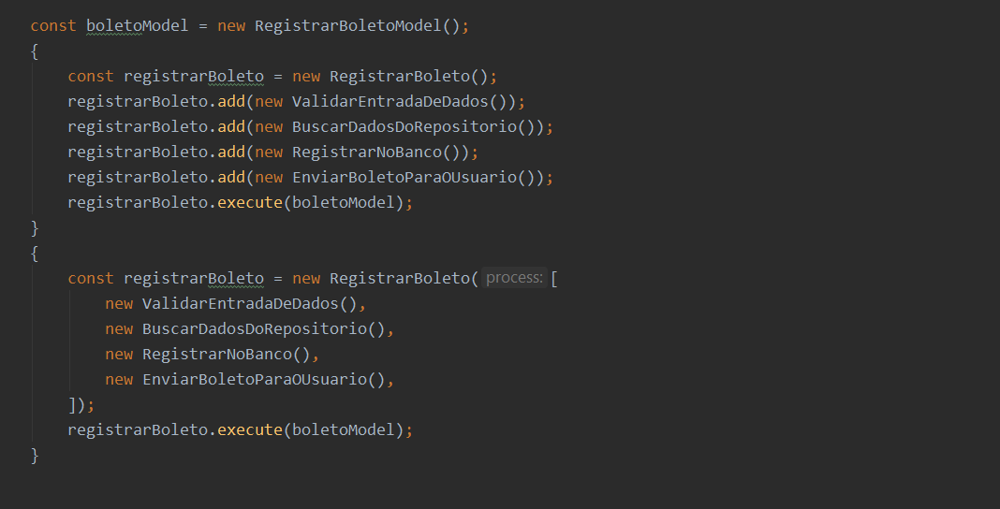 const boletoModel = new RegistrarBoletoModel();
{
    const registrarBoleto = new RegistrarBoleto();
    registrarBoleto.add(new ValidarEntradaDeDados());
    registrarBoleto.add(new BuscarDadosDoRepositorio());
    registrarBoleto.add(new RegistrarNoBanco());
    registrarBoleto.add(new EnviarBoletoParaOUsuario());
    registrarBoleto.execute(boletoModel);
}
{
    const registrarBoleto = new RegistrarBoleto( process: [
        new ValidarEntradaDeDados(),
        new BuscarDadosDoRepositorio(),
        new RegistrarNoBanco(),
        new EnviarBoletoParaOUsuario(),
    ]);
    registrarBoleto.execute(boletoModel);
}